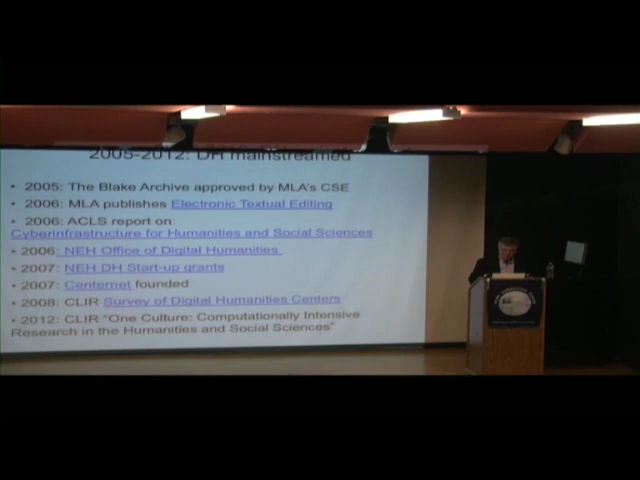 2005-2012: DH mainstreamed
• 2005: The Blake Archive approved by MLA's CSE
• 2006: MLA publishes Electronic Textual Editing
• 2006: ACLS report on
Cyberinfrastructure for Humanities and Social Sciences
• 2006: NEH Office of Digital Humanities
• 2007: NEH DH Start-up grants
• 2007: Centernet founded
• 2008: CLIR Survey of Digital Humanities Centers
• 2012: CLIR "One Culture: Computationally Intensive
Research in the Humanities and Social Sciences"